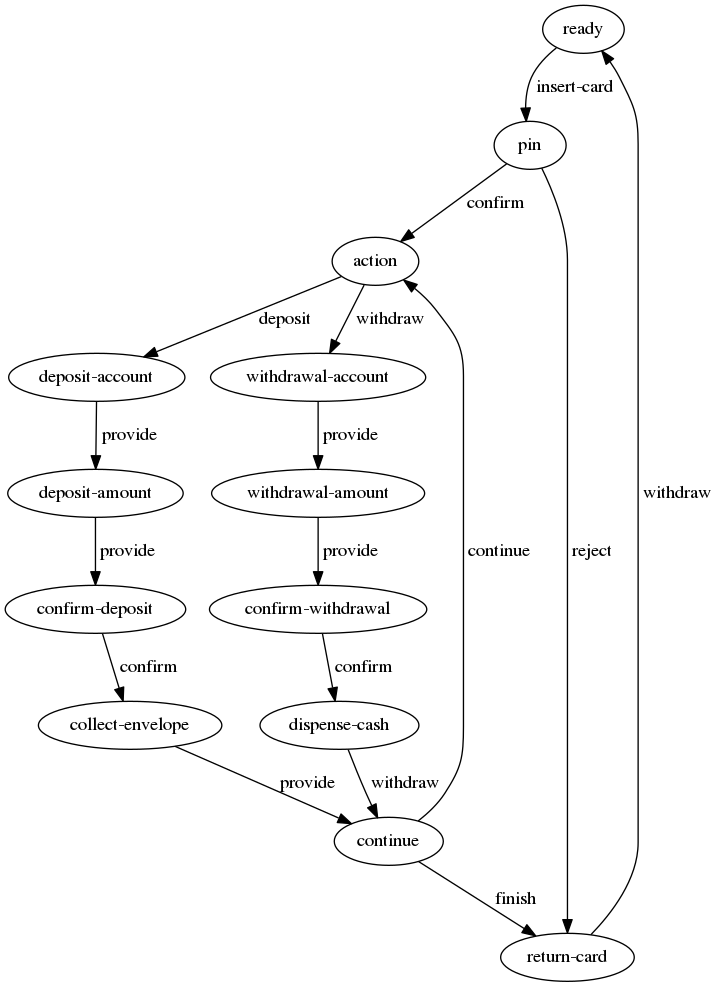 ready
insert-card
pin
confirm
action
deposit
withdraw
deposit-account
withdrawal-account
provide
provide
deposit-amount
withdrawal-amount
withdraw
provide
provide
continue
reject
confirm-deposit
confirm-withdrawal
confirm
confirm
collect-envelope
dispense-cash
provide
withdraw
continue
finish
return-card